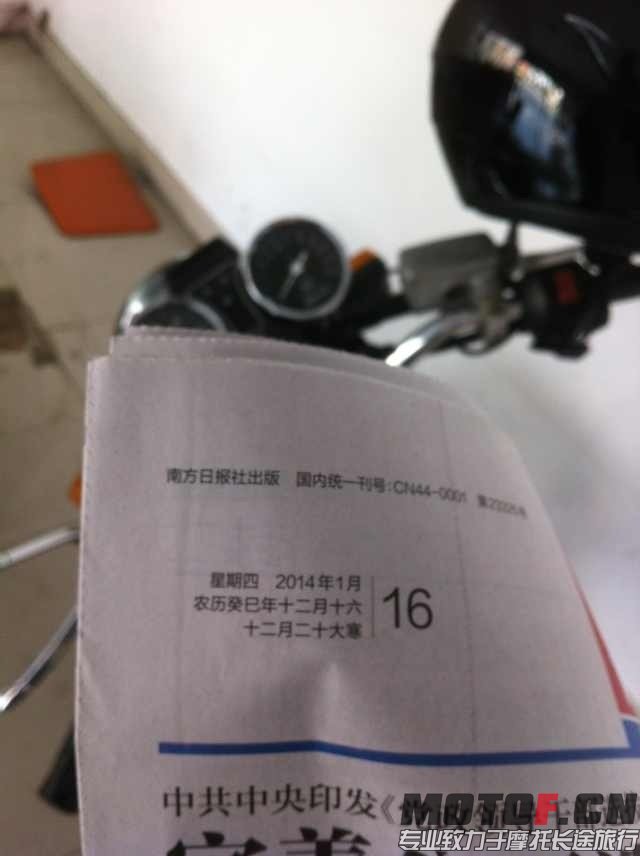 南方日报社出版 国内统一刊号:CN44-0001
星期四 2014年1月
农历癸巳年十二月十六
十二月二十大寒
16
中共中央印发《
MOTOF.CN
专业致力于摩托长途旅行